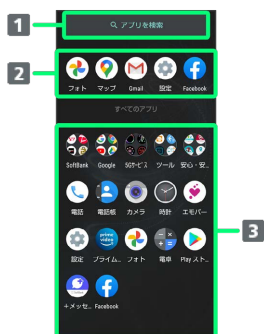 1
アプリを検索
2
フォト マップ Gmail 設定 Facebook
すべてのアプリ
SoftBank Google 5Gサービス ツール 安心・安...
3
電話 電話帳 カメラ 時計 エモパー
prime video
設定 プライム... フォト 電卓 Play スト...
+メッセ... Facebook